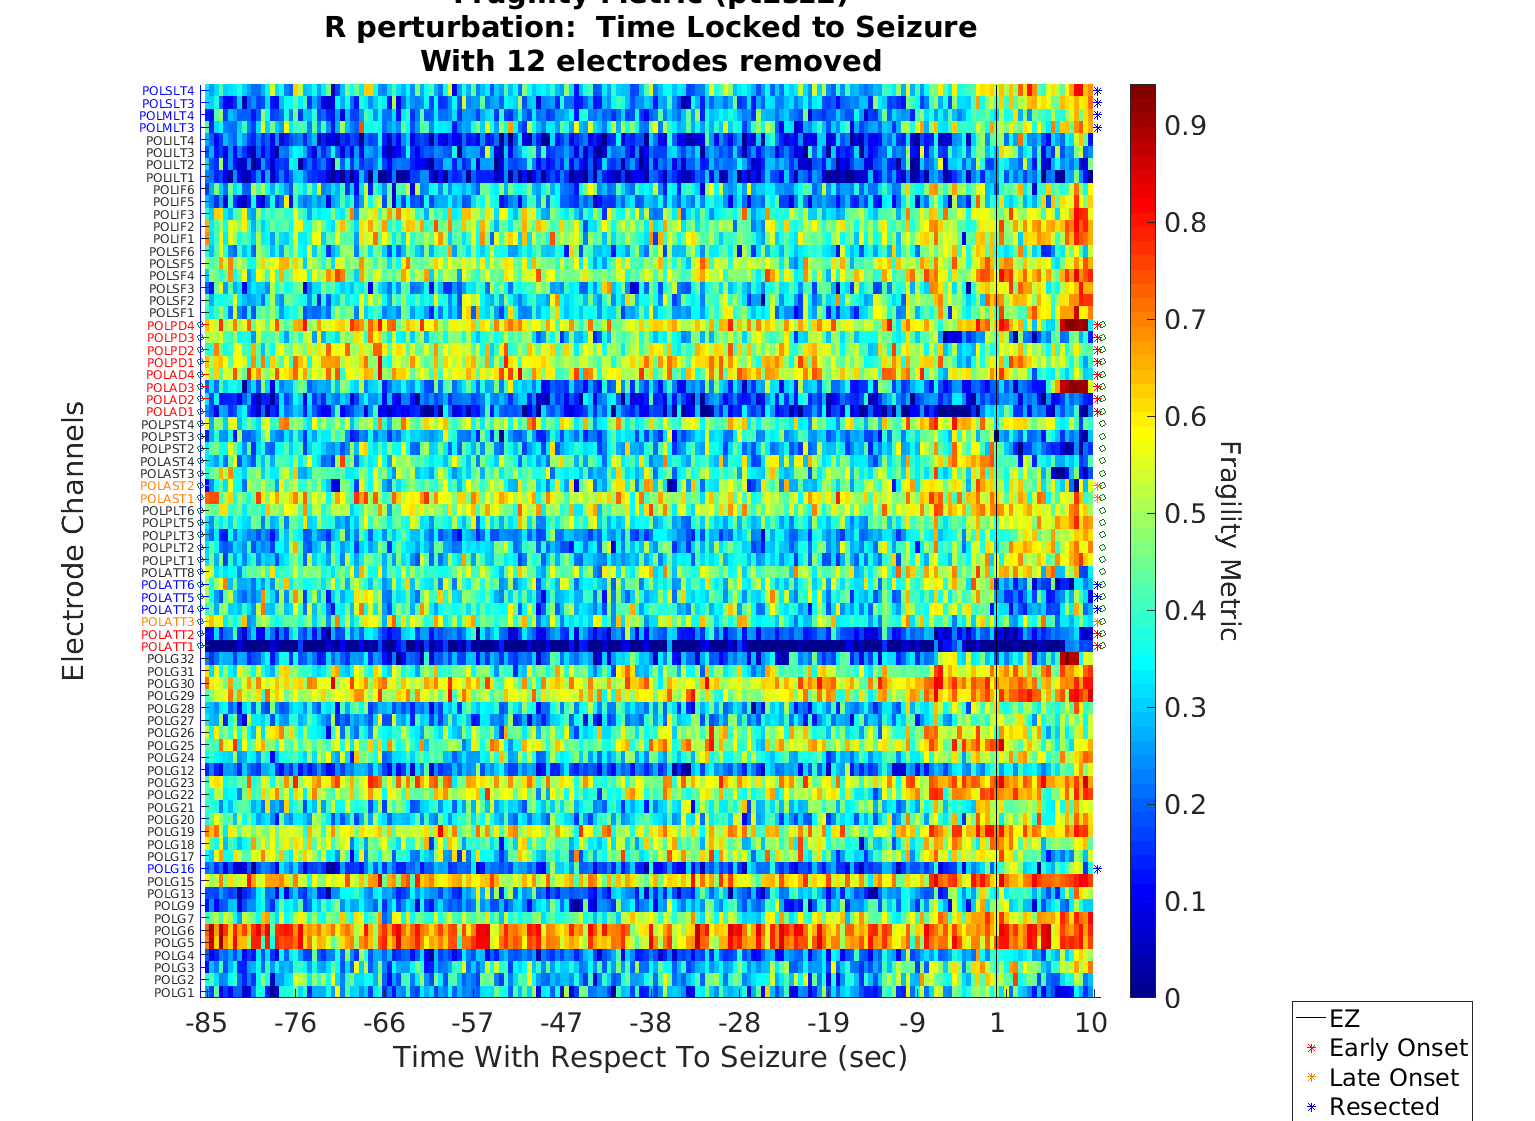 R perturbation: Time Locked to Seizure
With 12 electrodes removed
POLSLT4
POLSLT3
POLMLT4
POLMLT3
POLILT4
POLILT3
POLILT2
POLILT1
POLIF6
POLIF5
POLIF3
POLIF2
POLIF1
POLSF6
POLSF5
POLSF4
POLSF3
POLSF2
POLSF1
POLPD4
POLPD3
POLPD2
POLPD1
POLAD4
POLAD3
POLAD2
POLAD1
POLPST4
POLPST3
POLPST2
POLAST4
POLAST3
POLAST2
POLAST1
POLPLT6
POLPLT5
POLPLT3
POLPLT2
POLPLT1
POLATT8
POLATT6
POLATT5
POLATT4
POLATT3
POLATT2
POLATT1
POLG32
POLG31
POLG30
POLG29
POLG28
POLG27
POLG26
POLG25
POLG24
POLG12
POLG23
POLG22
POLG21
POLG20
POLG19
POLG18
POLG17
POLG16
POLG15
POLG13
POLG9
POLG7
POLG6
POLG5
POLG4
POLG3
POLG2
POLG1
Electrode Channels
-85 -76 -66 -57 -47 -38 -28 -19 -9 1 10
Time With Respect To Seizure (sec)
0.9
0.8
0.7
0.6
0.5
0.4
0.3
0.2
0.1
0
Fragility Metric
EZ
Early Onset
Late Onset
Resected